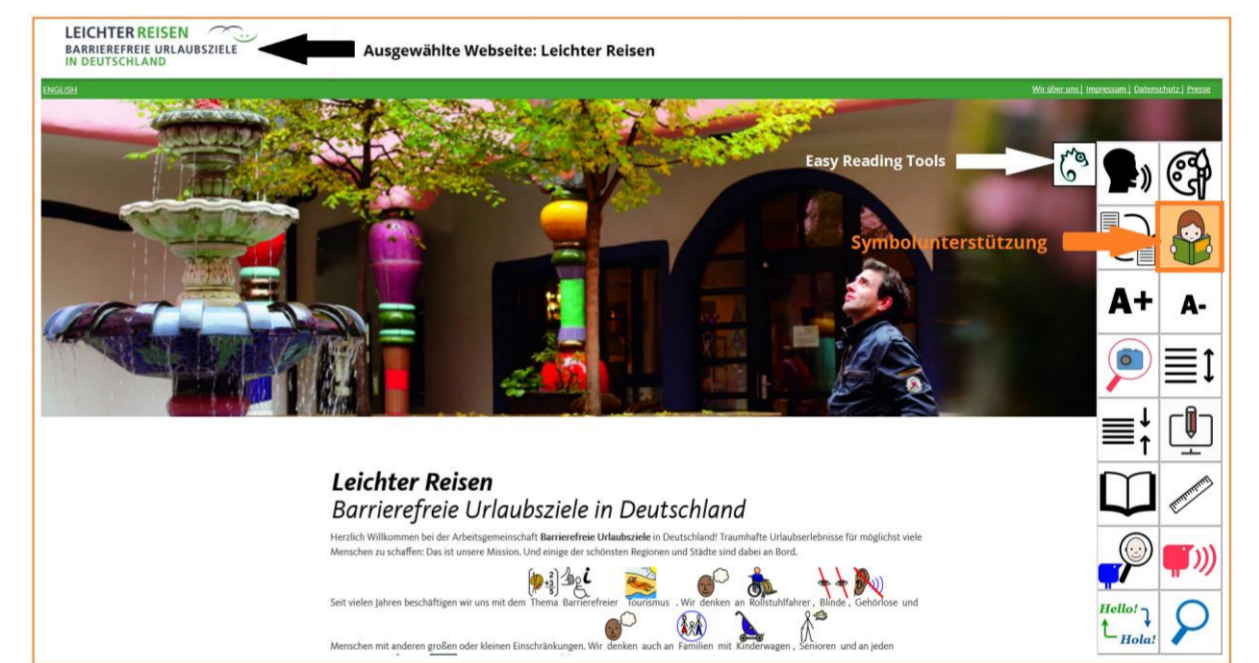 LEICHTER REISEN
BARRIEREFREIE URLAUBSZIELE
IN DEUTSCHLAND
Ausgewählte Webseite: Leichter Reisen
ENGLISH
Wir über uns | Impressum | Datenschutz | Presse
Easy Reading Tools
Symbolunterstützung
A+ A-
Leichter Reisen
Barrierefreie Urlaubsziele in Deutschland
Herzlich Willkommen bei der Arbeitsgemeinschaft Barrierefreie Urlaubsziele in Deutschland! Traumhafte Urlaubserlebnisse für möglichst viele
Menschen zu schaffen: Das ist unsere Mission. Und einige der schönsten Regionen und Städte sind dabei an Bord.
Seit vielen Jahren beschäftigen wir uns mit dem Thema Barrierefreier Tourismus . Wir denken an Rollstuhlfahrer , Blinde , Gehörlose und
Menschen mit anderen großen oder kleinen Einschränkungen. Wir denken auch an Familien mit Kinderwagen , Senioren und an jeden
Hello!
Hola!